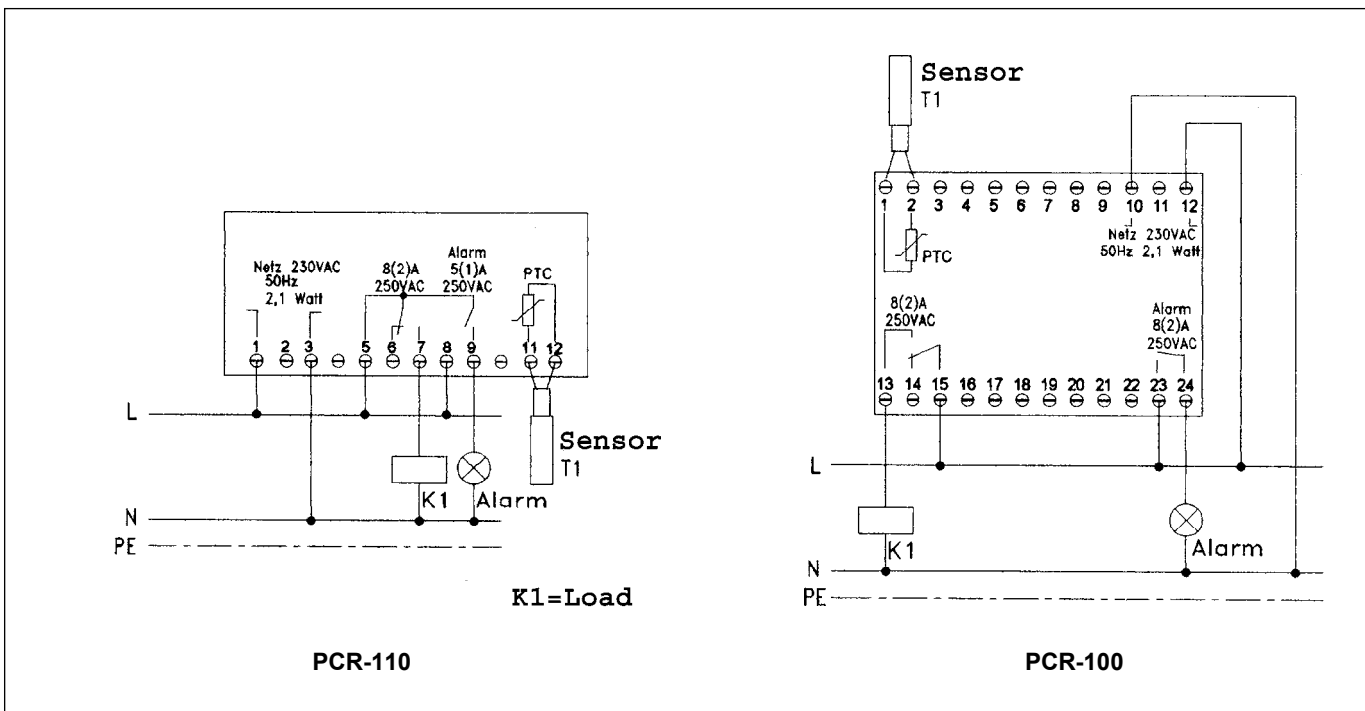 Netz 230VAC
50Hz
2,1 Watt
8(2)A
250VAC
Alarm
5(1)A
250VAC
PTC
1 2 3 5 6 7 8 9 11 12
L
Sensor
T1
K1
Alarm
N
PE
K1=Load
PCR-110
Sensor
T1
1 2 3 4 5 6 7 8 9 10 11 12
PTC
Netz 230VAC
50Hz 2,1 Watt
8(2)A
250VAC
Alarm
8(2)A
250VAC
13 14 15 16 17 18 19 20 21 22 23 24
L
K1
Alarm
N
PE
PCR-100